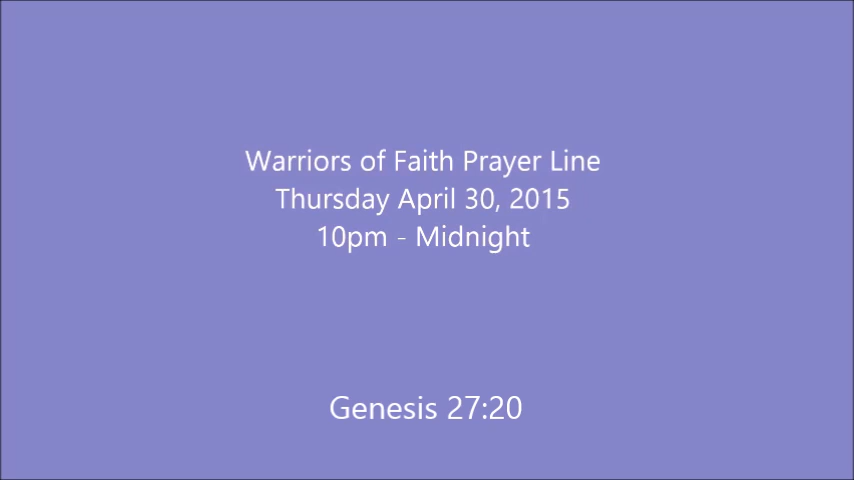 Warriors of Faith Prayer Line
Thursday April 30, 2015
10pm - Midnight
Genesis 27:20